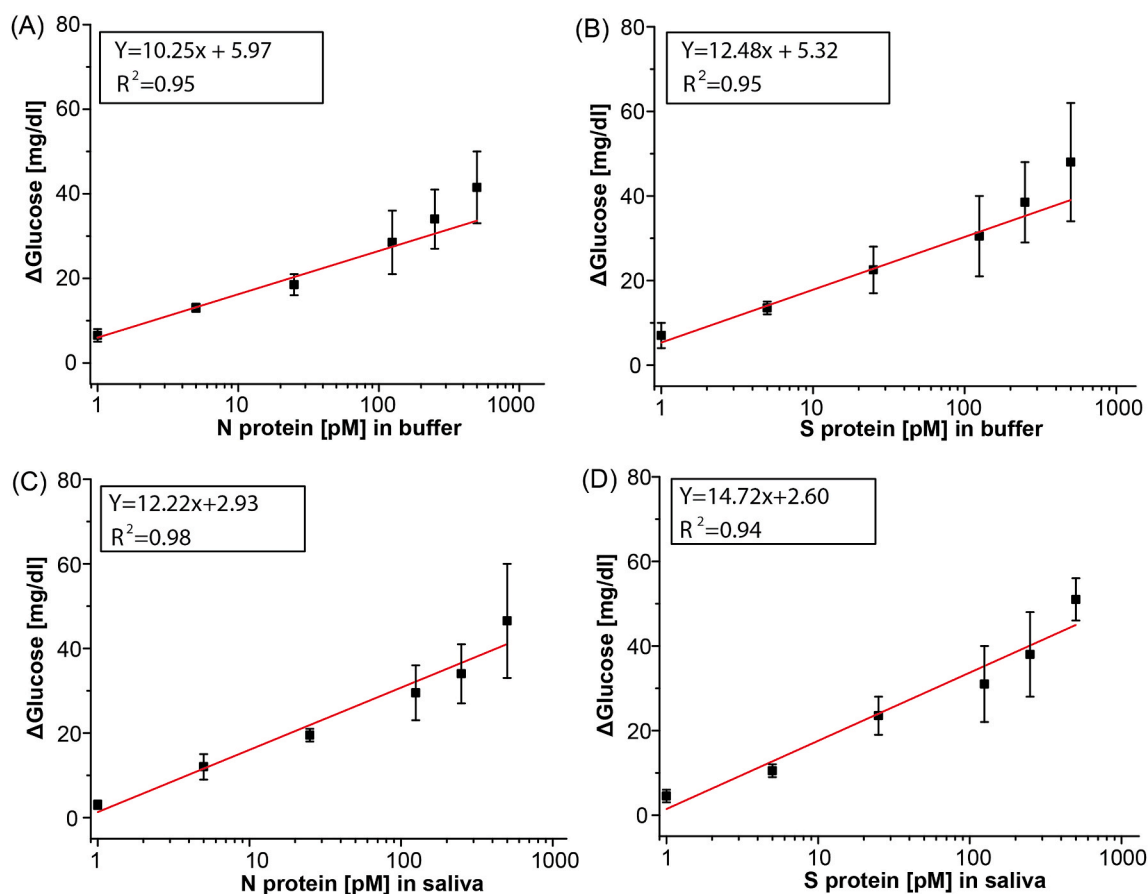 (A)
Y=10.25x + 5.97
R²=0.95
80
60
40
20
0
ΔGlucose [mg/dl]
1 10 100 1000
N protein [pM] in buffer
(B)
Y=12.48x + 5.32
R²=0.95
80
60
40
20
0
ΔGlucose [mg/dl]
1 10 100 1000
S protein [pM] in buffer
(C)
Y=12.22x+2.93
R²=0.98
80
60
40
20
0
ΔGlucose [mg/dl]
1 10 100 1000
N protein [pM] in saliva
(D)
Y=14.72x+2.60
R²=0.94
80
60
40
20
0
ΔGlucose [mg/dl]
1 10 100 1000
S protein [pM] in saliva